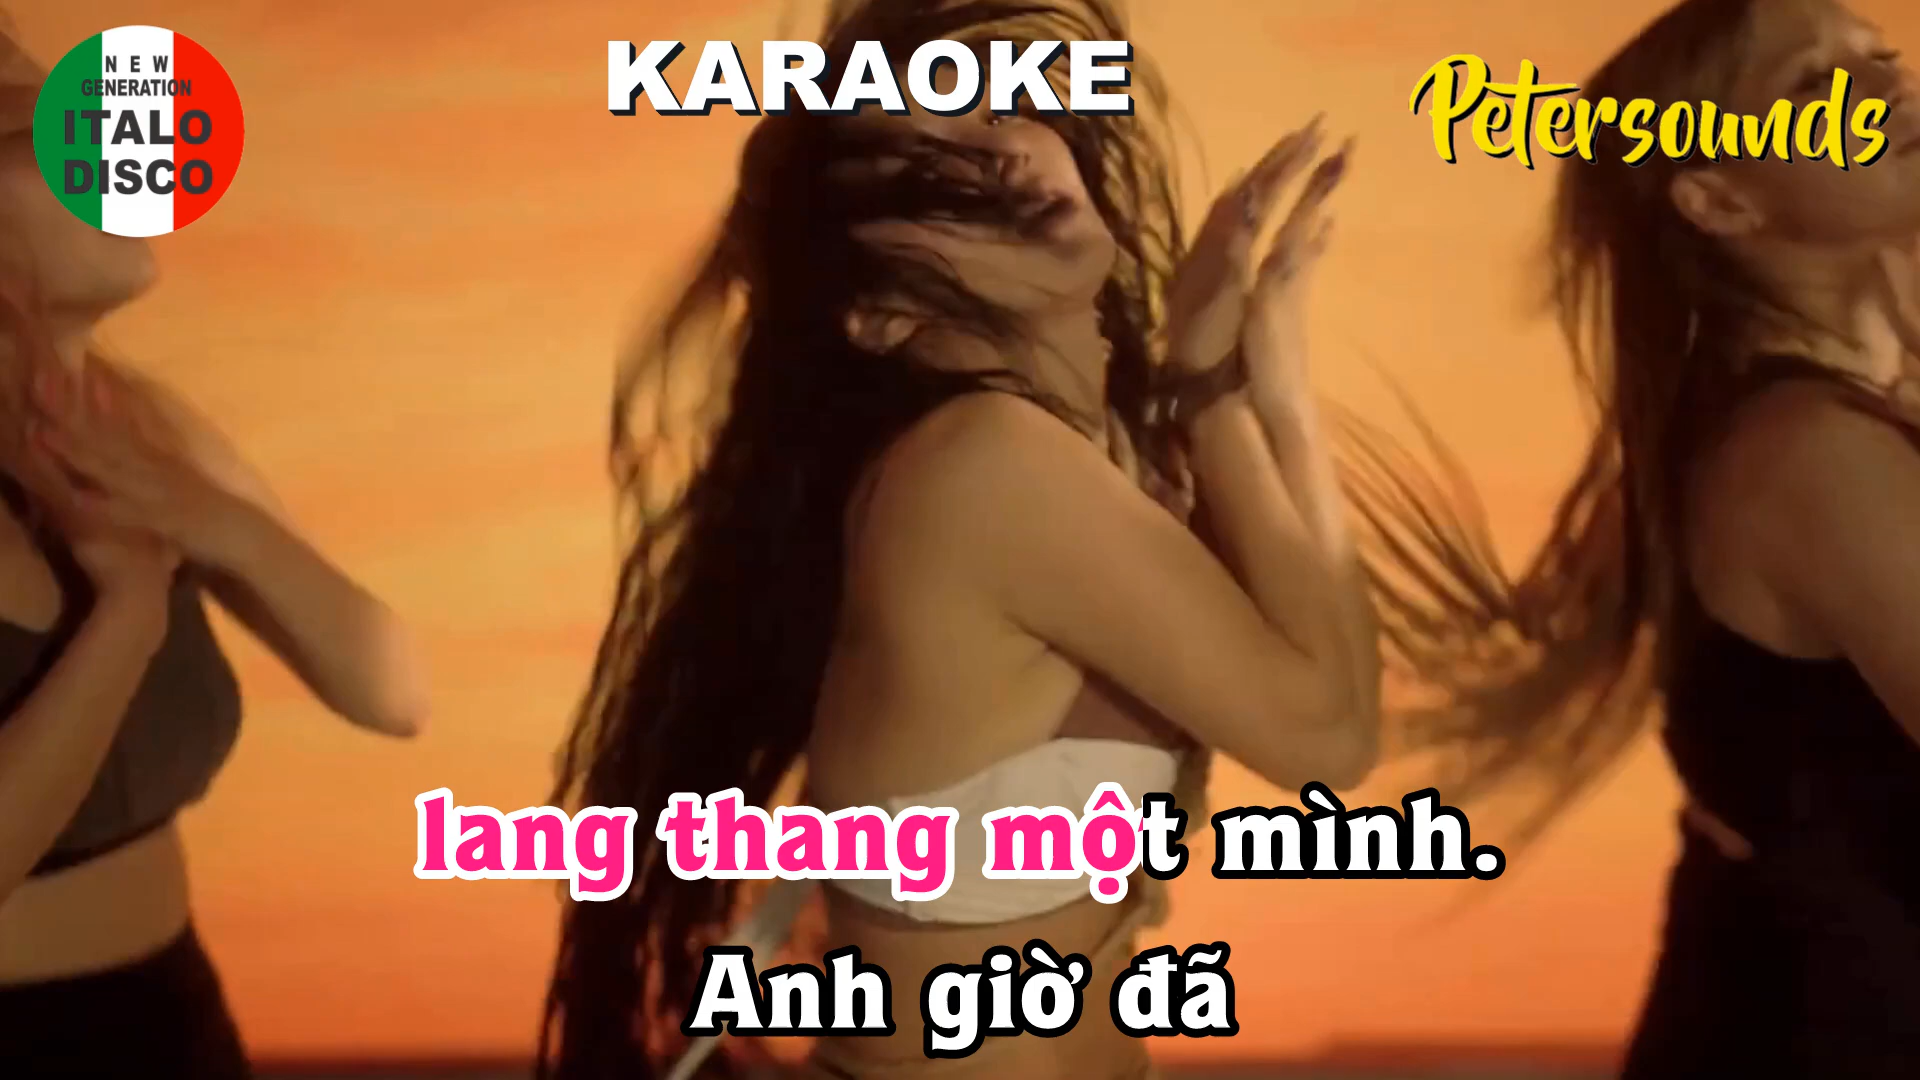 NEW
GENERATION
ITALO
DISCO
KARAOKE
Petersounds
lang thang một mình.
Anh giờ đã